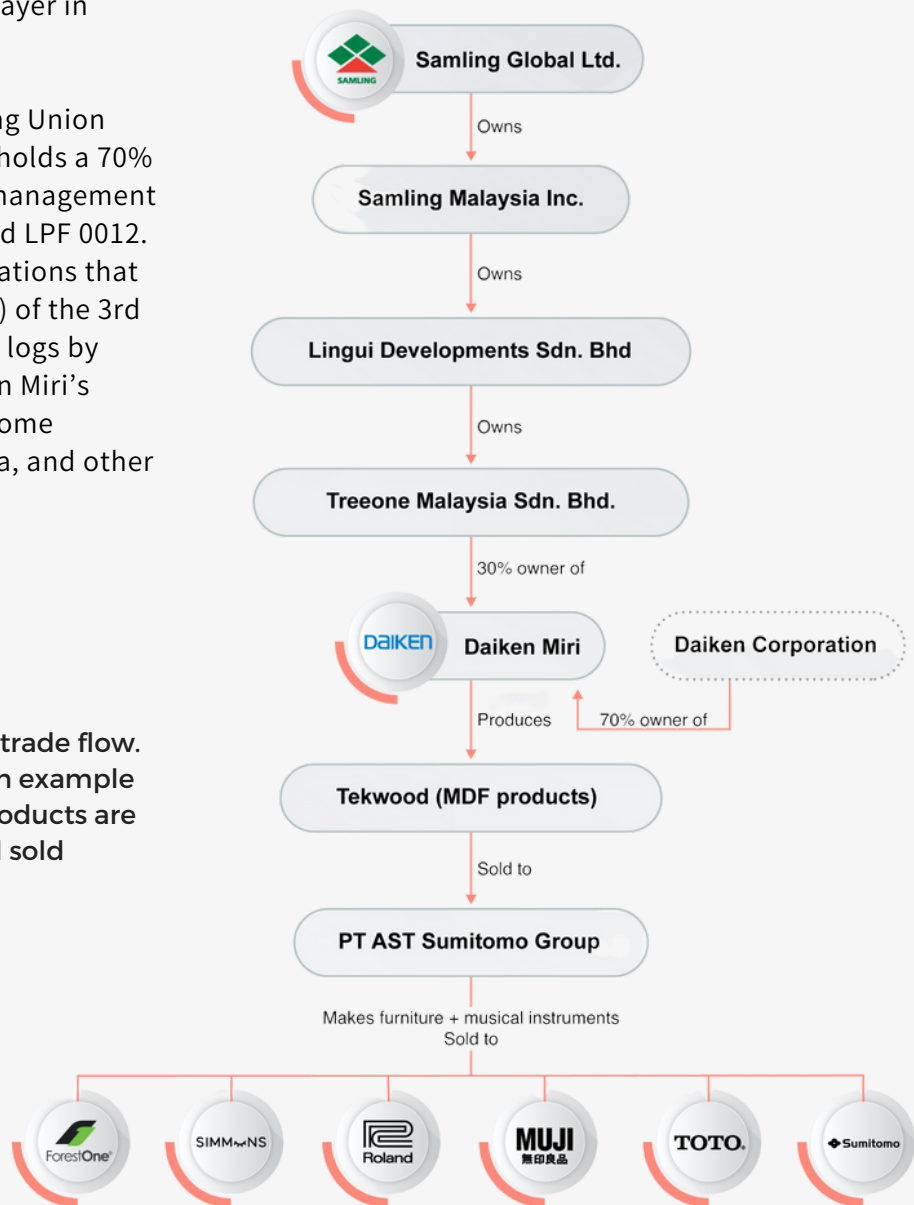 ayer in
ng Union
holds a 70%
management
d LPF 0012.
ations that
) of the 3rd
logs by
n Miri's
ome
a, and other
trade flow.
n example
oducts are
l sold
SAMLING
Samling Global Ltd.
Owns
Samling Malaysia Inc.
Owns
Lingui Developments Sdn. Bhd
Owns
Treeone Malaysia Sdn. Bhd.
30% owner of
DAIKEN
Daiken Miri
Daiken Corporation
Produces
70% owner of
Tekwood (MDF products)
Sold to
PT AST Sumitomo Group
Makes furniture + musical instruments
Sold to
ForestOne
SIMMONS
Roland
MUJI
無印良品
TOTO.
Sumitomo